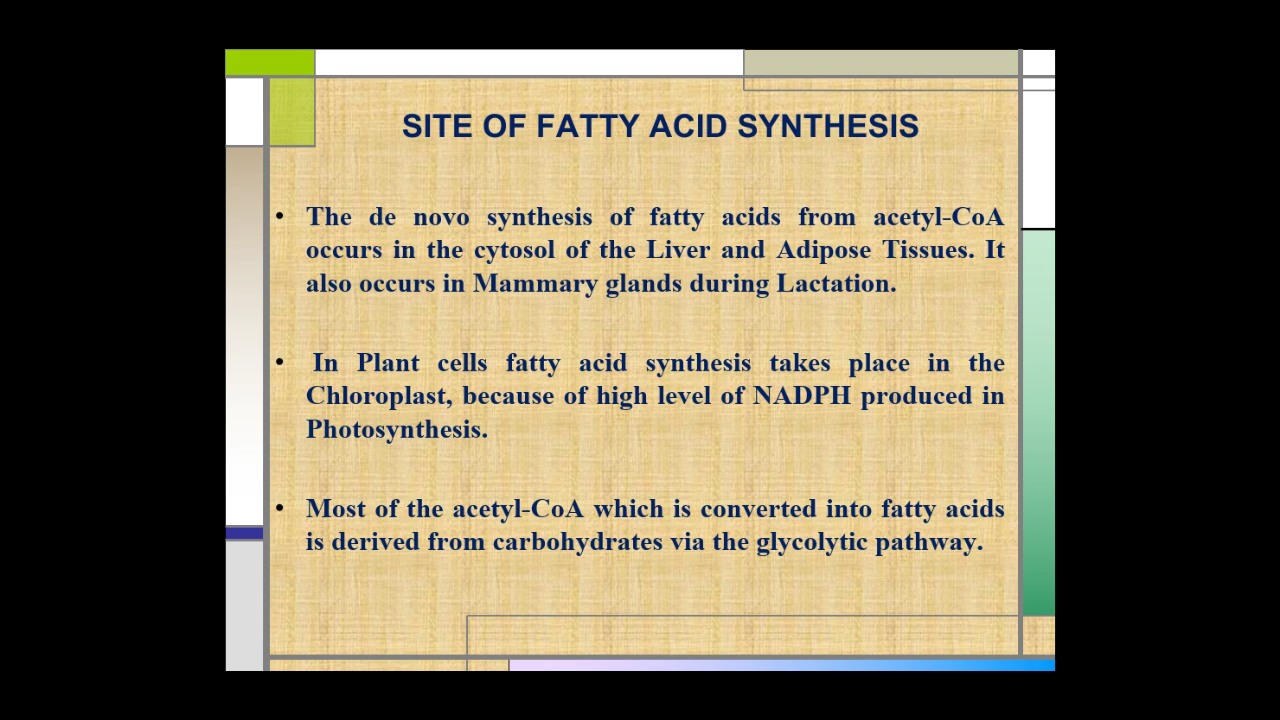 SITE OF FATTY ACID SYNTHESIS
• The de novo synthesis of fatty acids from acetyl-CoA
occurs in the cytosol of the Liver and Adipose Tissues. It
also occurs in Mammary glands during Lactation.
• In Plant cells fatty acid synthesis takes place in the
Chloroplast, because of high level of NADPH produced in
Photosynthesis.
• Most of the acetyl-CoA which is converted into fatty acids
is derived from carbohydrates via the glycolytic pathway.